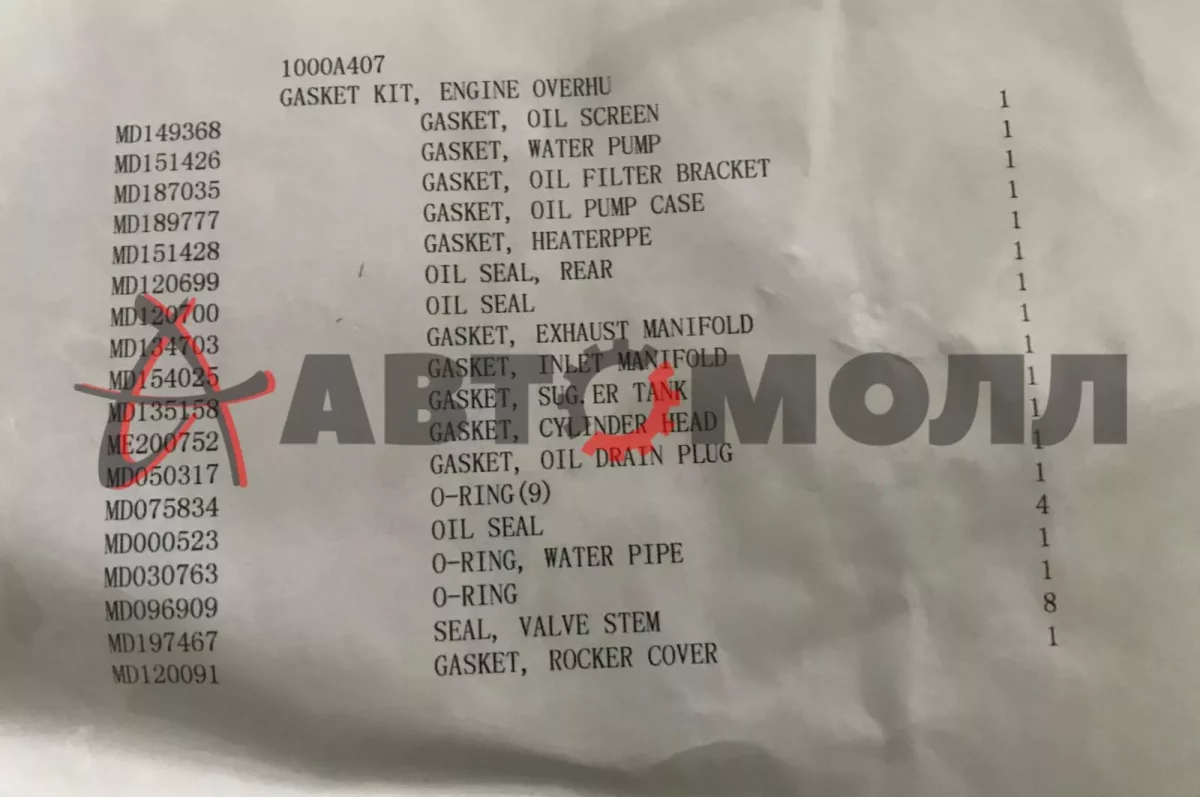 1000A407
GASKET KIT, ENGINE OVERHU
MD149368 GASKET, OIL SCREEN 1
MD151426 GASKET, WATER PUMP 1
MD187035 GASKET, OIL FILTER BRACKET 1
MD189777 GASKET, OIL PUMP CASE 1
MD151428 GASKET, HEATERPPE 1
MD120699 OIL SEAL, REAR 1
MD120700 OIL SEAL 1
MD134703 GASKET, EXHAUST MANIFOLD 1
MD154025 GASKET, INLET MANIFOLD 1
MD135158 GASKET, SUG.ER TANK 1
ME200752 GASKET, CYLINDER HEAD 1
MD050317 GASKET, OIL DRAIN PLUG 1
MD075834 O-RING(9) 1
MD000523 OIL SEAL 4
MD030763 O-RING, WATER PIPE 1
MD096909 O-RING 1
MD197467 SEAL, VALVE STEM 8
MD120091 GASKET, ROCKER COVER 1
АВТОМОЛЛ